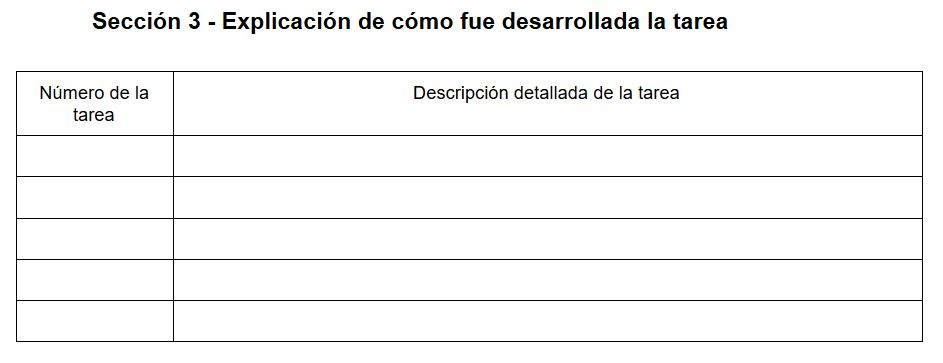 Sección 3 - Explicación de cómo fue desarrollada la tarea
Número de la
tarea
Descripción detallada de la tarea